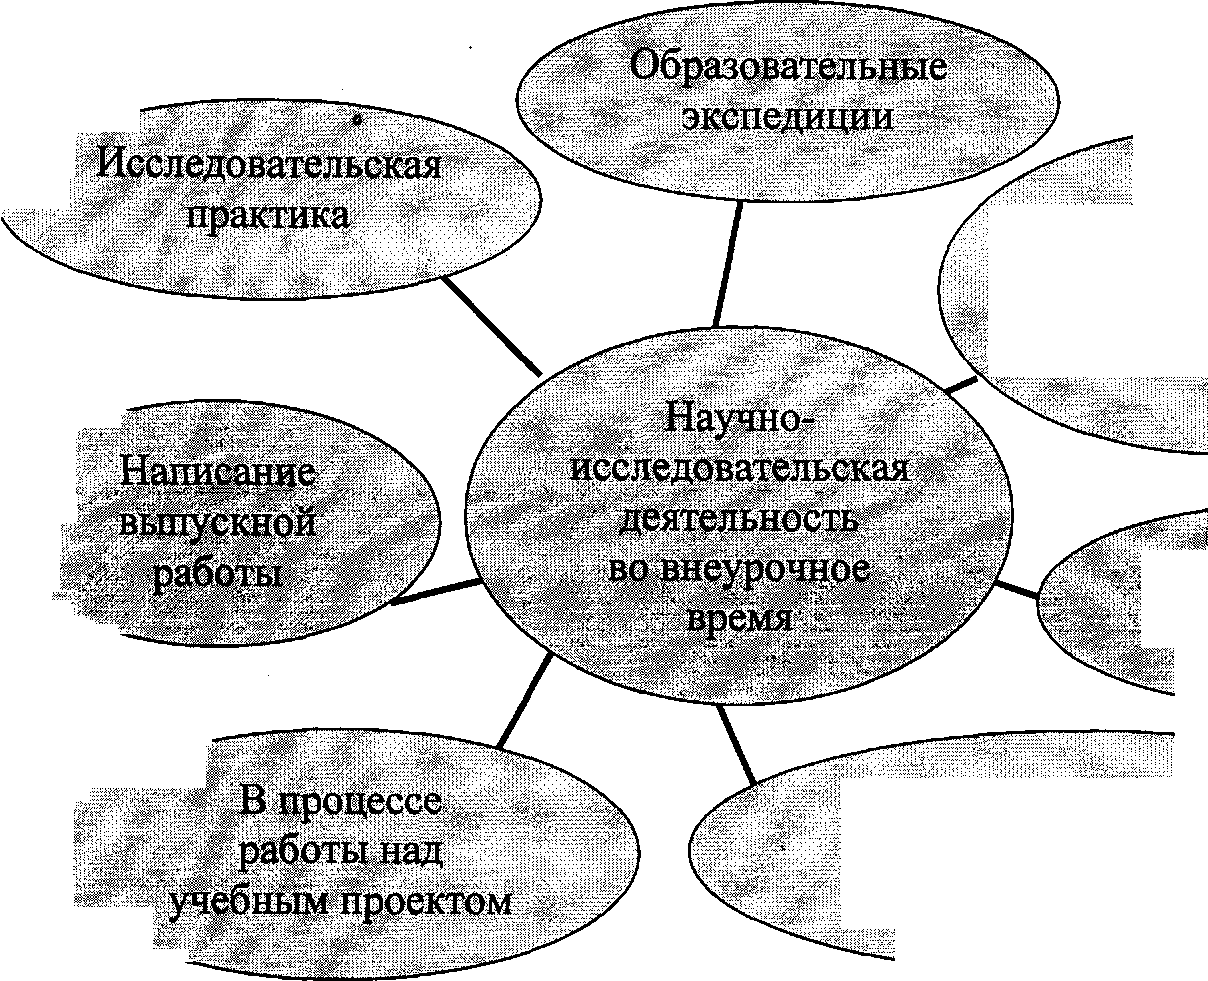 Образовательные
экспедиции
Исследовательская
практика
Научно-
исследовательская
деятельность
во внеурочное
время
Написание
выпускной
работы
В процессе
работы над
учебным проектом